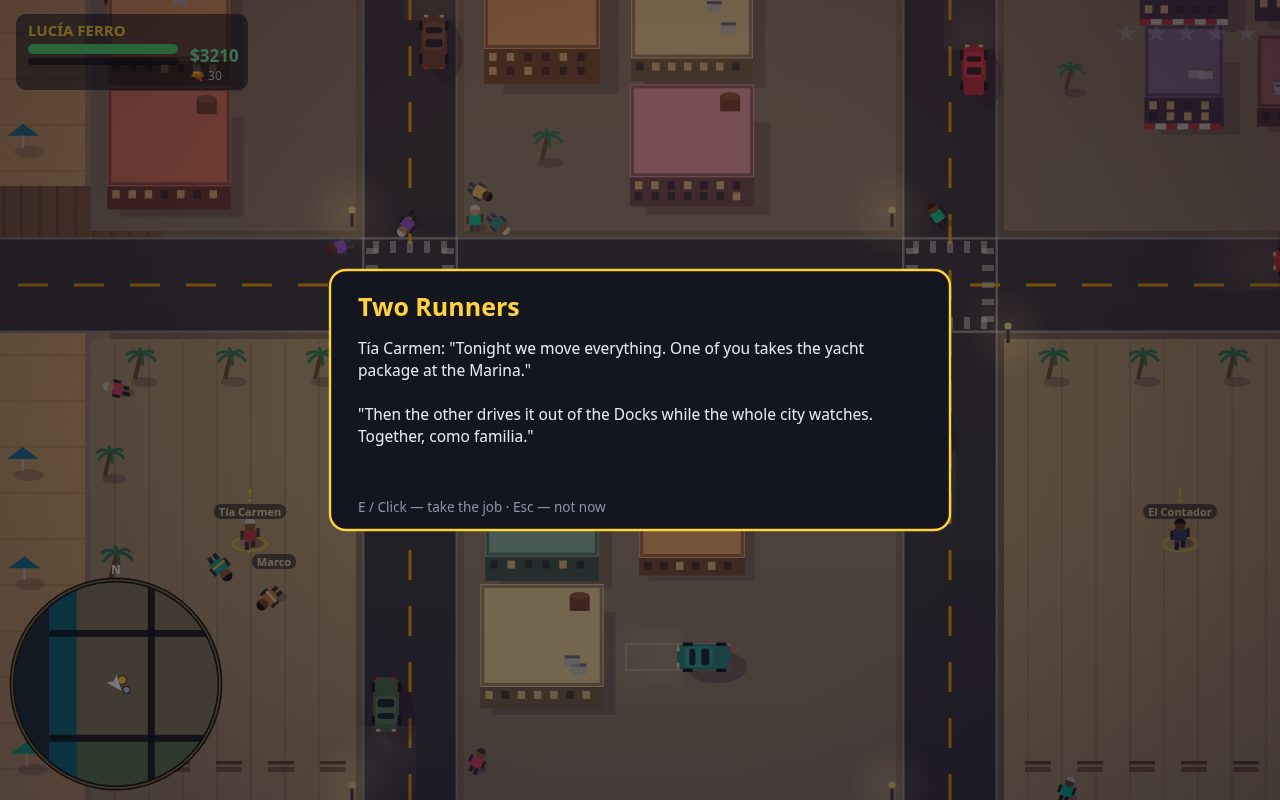 LUCÍA FERRO
$3210
30
Two Runners
Tía Carmen: "Tonight we move everything. One of you takes the yacht
package at the Marina."
"Then the other drives it out of the Docks while the whole city watches.
Together, como familia."
E / Click — take the job · Esc — not now
!
Tía Carmen
Marco
!
El Contador
N